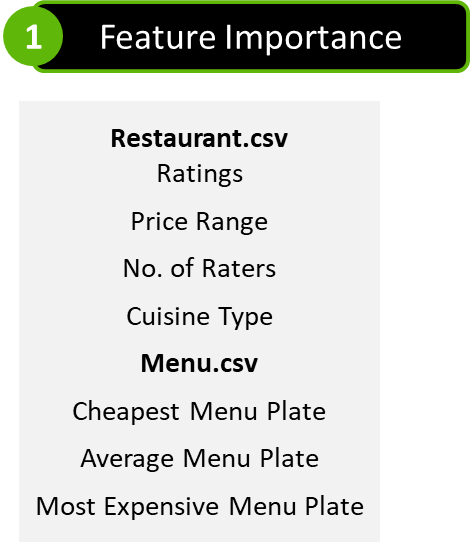 1
Feature Importance
Restaurant.csv
Ratings
Price Range
No. of Raters
Cuisine Type
Menu.csv
Cheapest Menu Plate
Average Menu Plate
Most Expensive Menu Plate